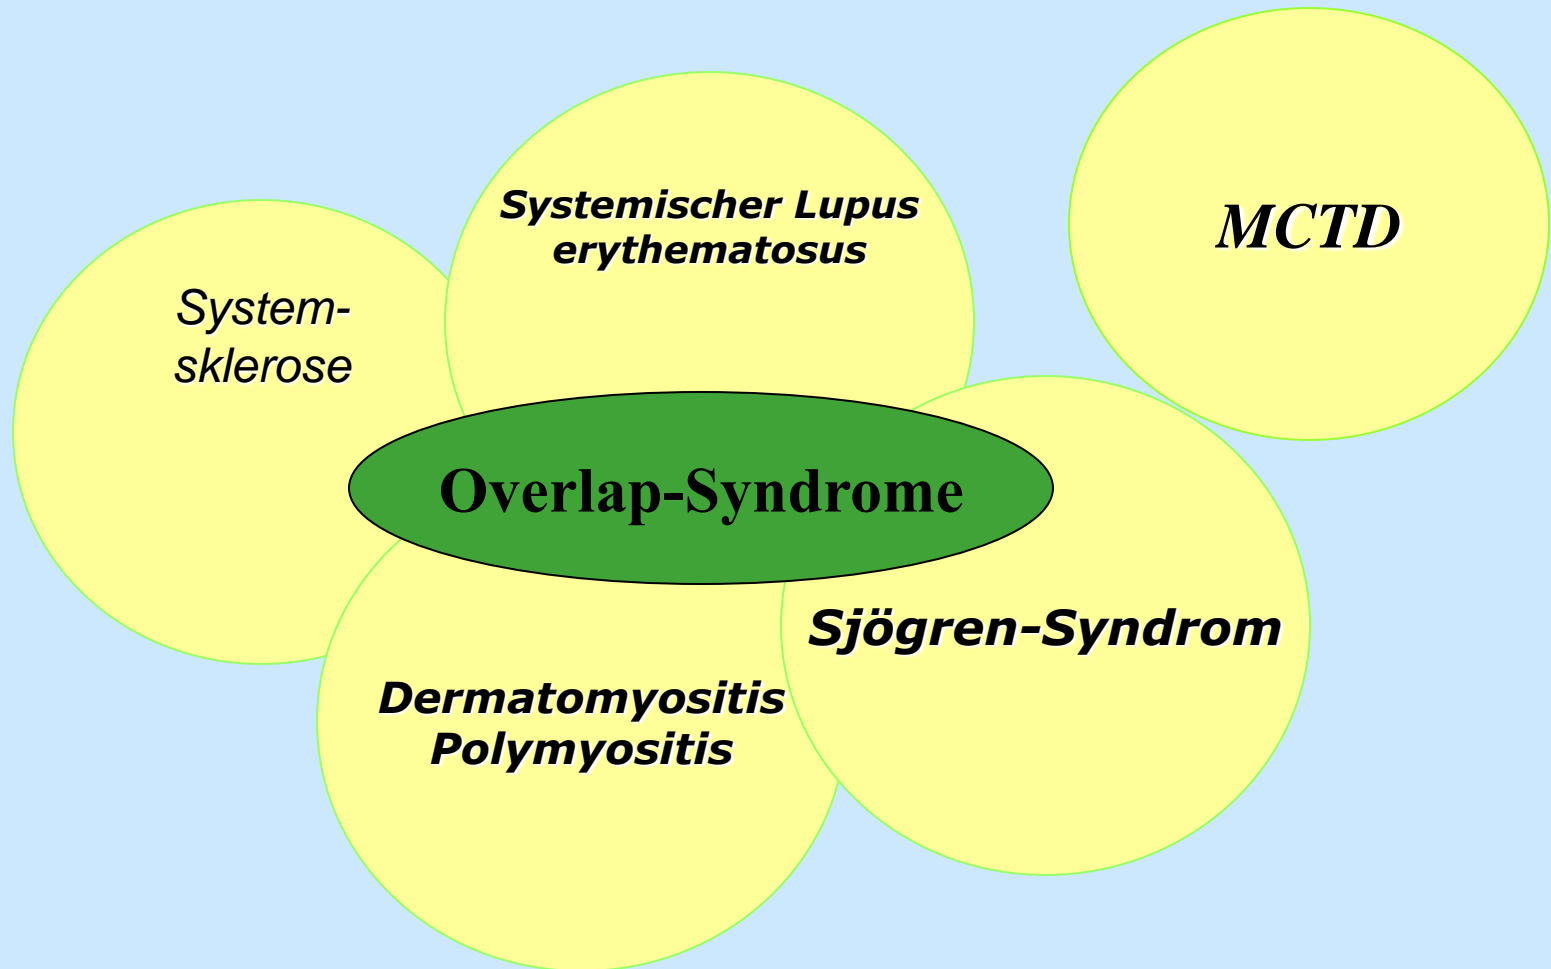 Systemischer Lupus
erythematosus
MCTD
System-
sklerose
Overlap-Syndrome
Sjögren-Syndrom
Dermatomyositis
Polymyositis